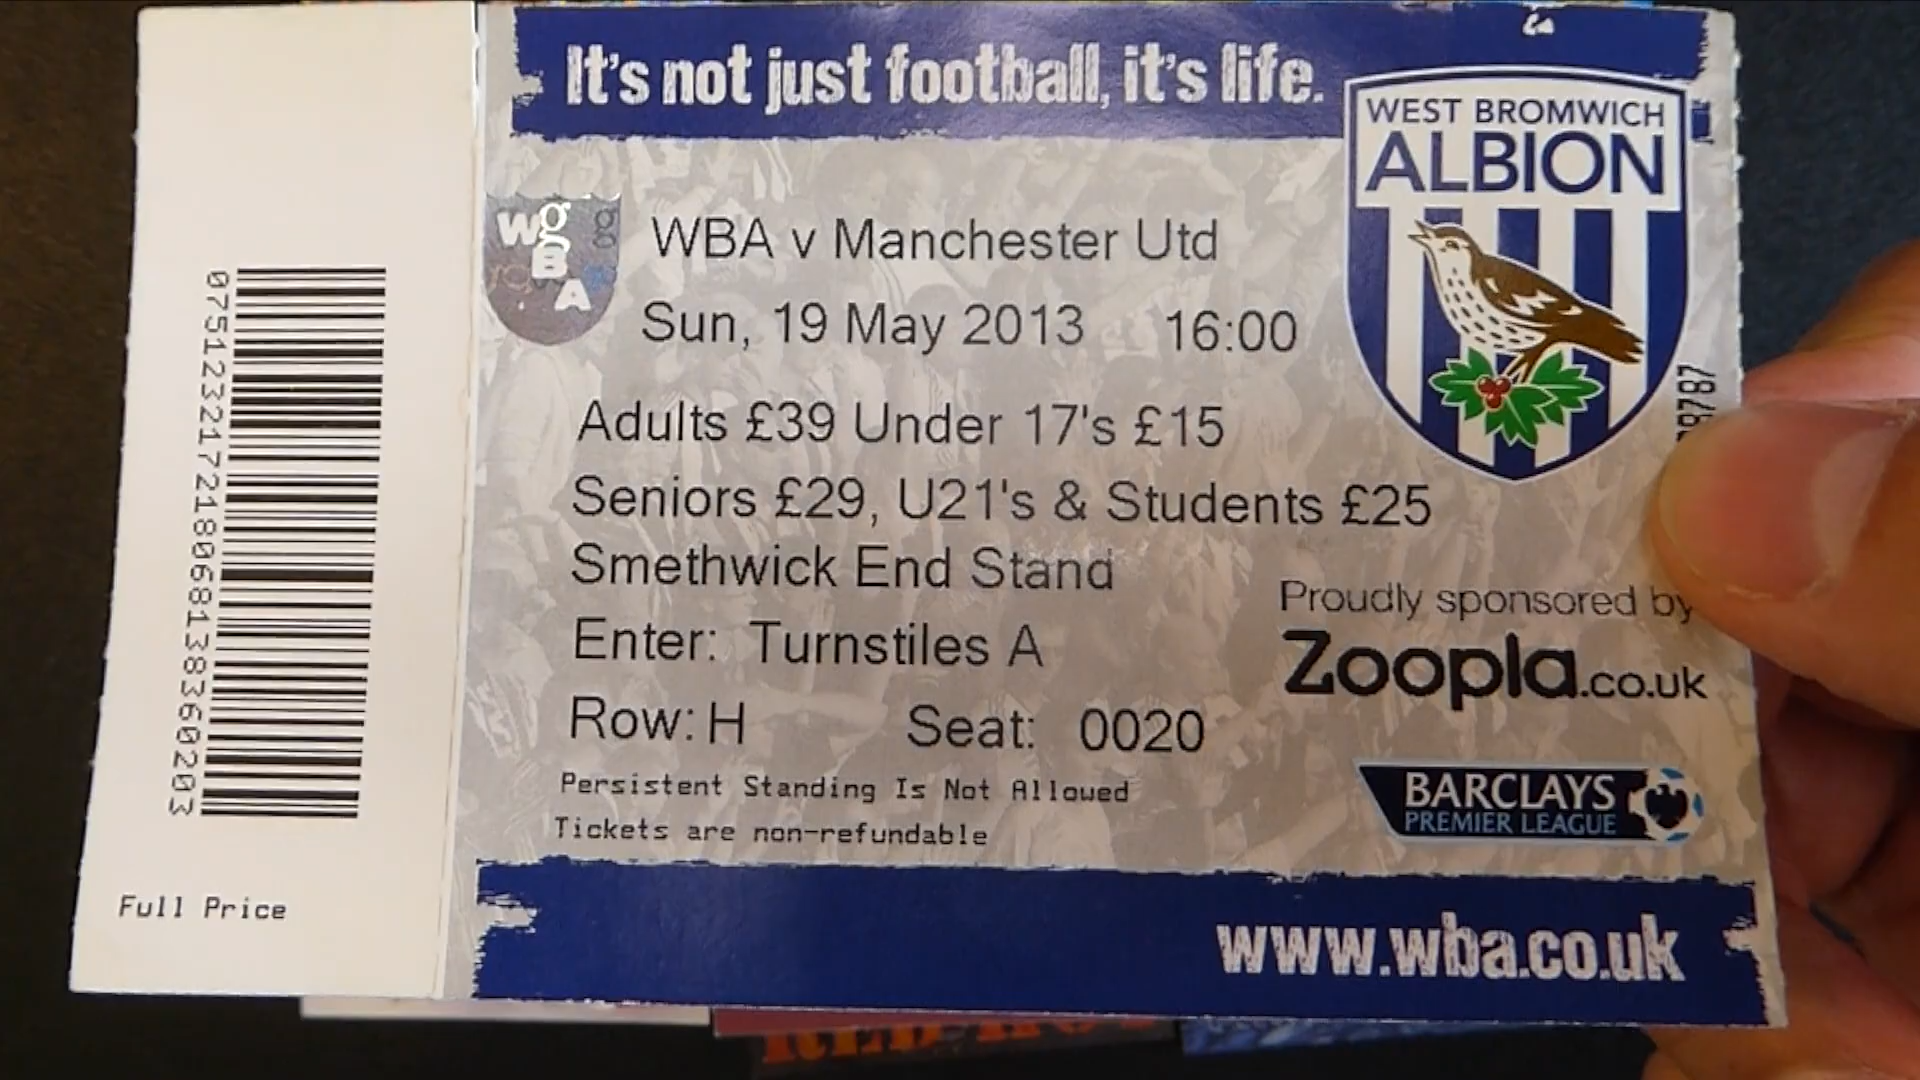 It's not just football, it's life.
WEST BROMWICH
ALBION
WBA
WBA v Manchester Utd
Sun, 19 May 2013 16:00
Adults £39 Under 17's £15
Seniors £29, U21's & Students £25
Smethwick End Stand
Enter: Turnstiles A
Row: H Seat: 0020
Persistent Standing Is Not Allowed
Tickets are non-refundable
Proudly sponsored by
Zoopla.co.uk
BARCLAYS
PREMIER LEAGUE
www.wba.co.uk
075123217218068138360203
Full Price